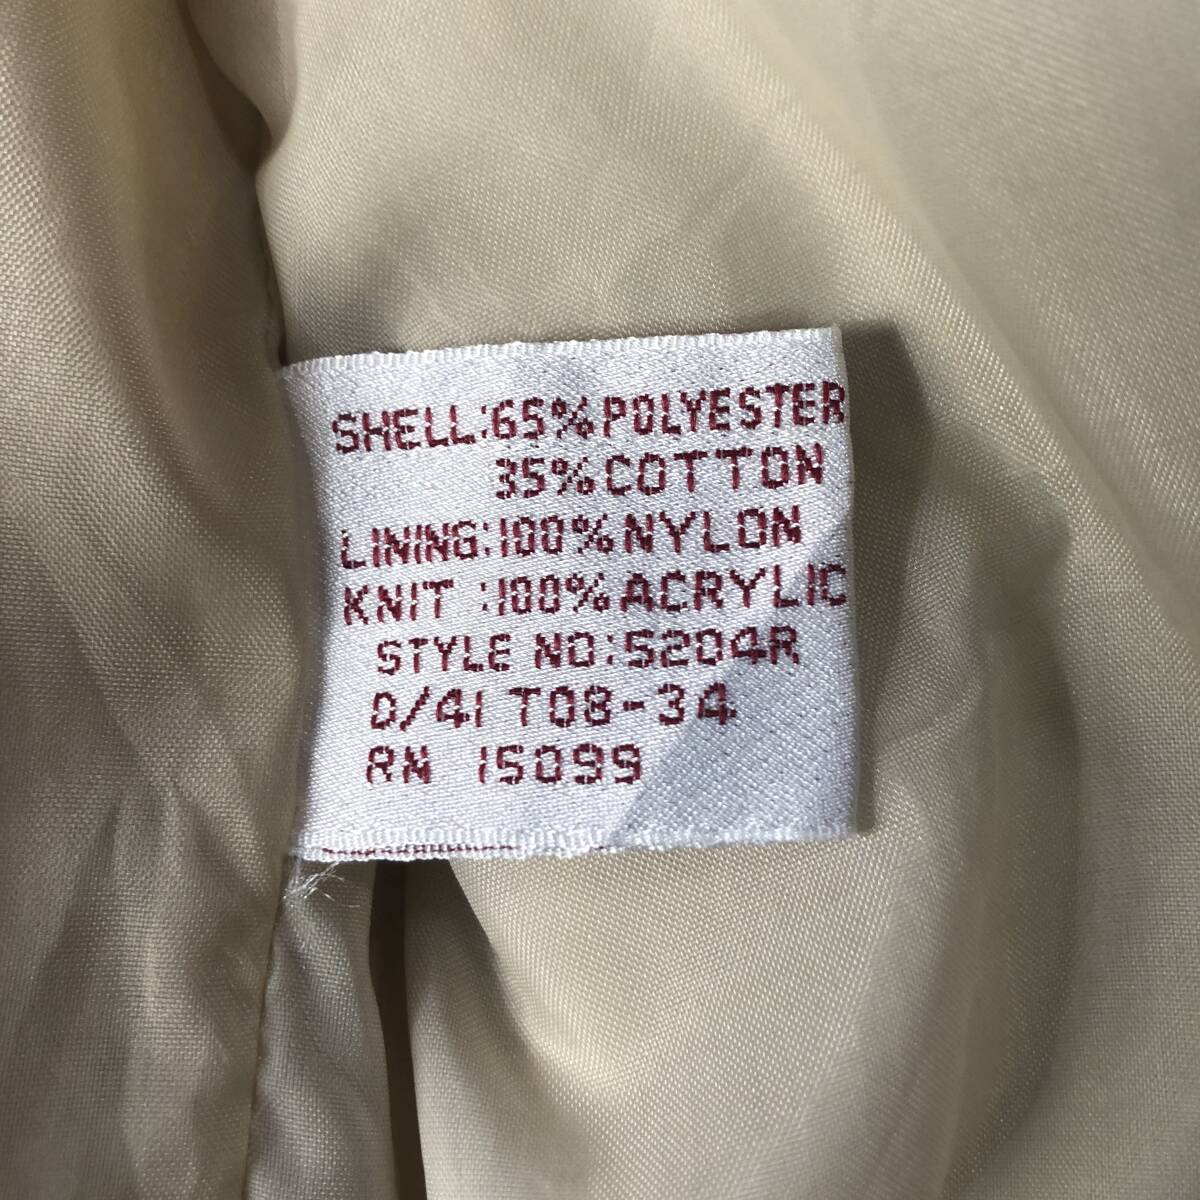 SHELL:65% POLYESTER
35% COTTON
LINING:100% NYLON
KNIT :100% ACRYLIC
STYLE NO:5204R
D/41 T08-34
RN 15099